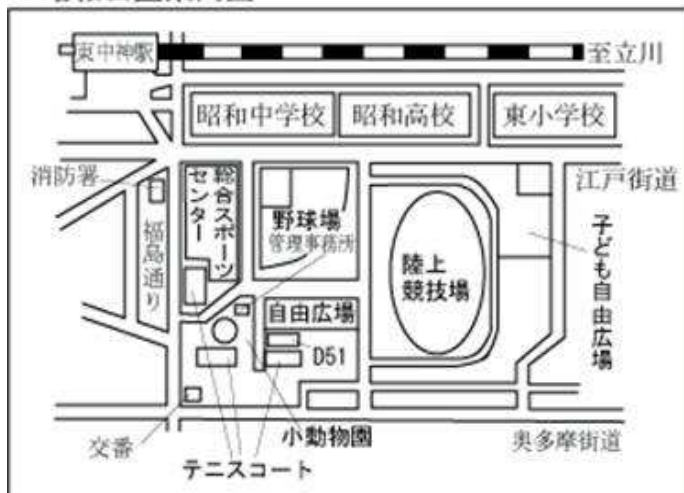 東中神駅
至立川
昭和中学校
昭和高校
東小学校
消防署
江戸街道
総合スポーツ
センター
野球場
管理事務所
福島通り
陸上
競技場
子ども自由広場
自由広場
D51
小動物園
交番
テニスコート
奥多摩街道